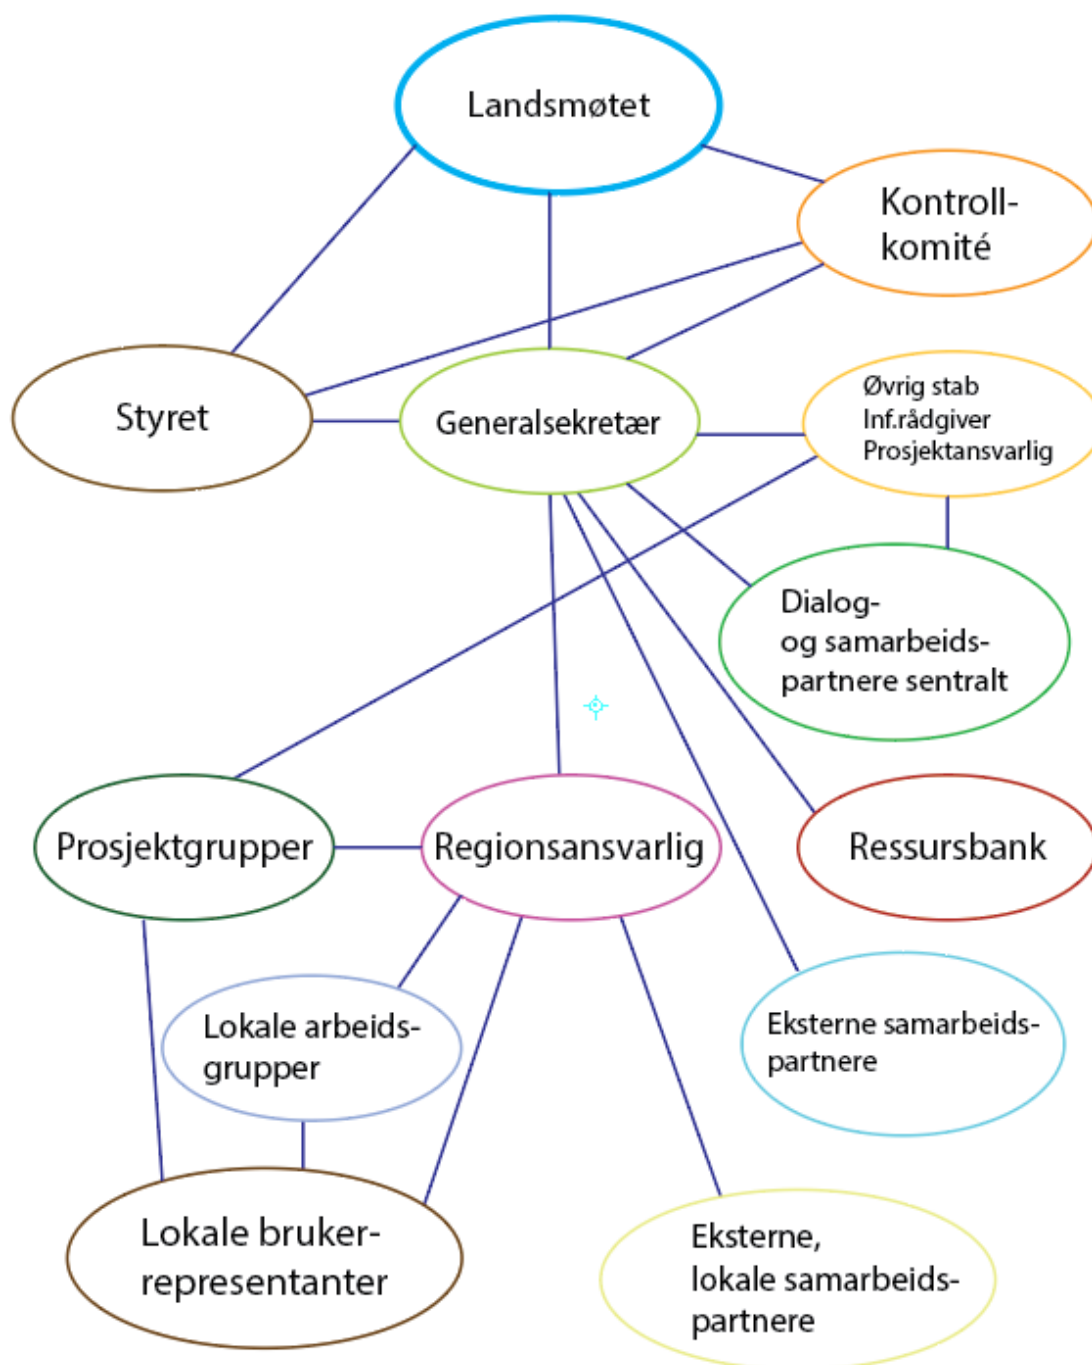 Landsmøtet
Kontroll-
komité
Styret
Generalsekretær
Øvrig stab
Inf.rådgiver
Prosjektansvarlig
Dialog-
og samarbeids-
partnere sentralt
Prosjektgrupper
Regionsansvarlig
Ressursbank
Lokale arbeids-
grupper
Eksterne samarbeids-
partnere
Lokale bruker-
representanter
Eksterne,
lokale samarbeids-
partnere